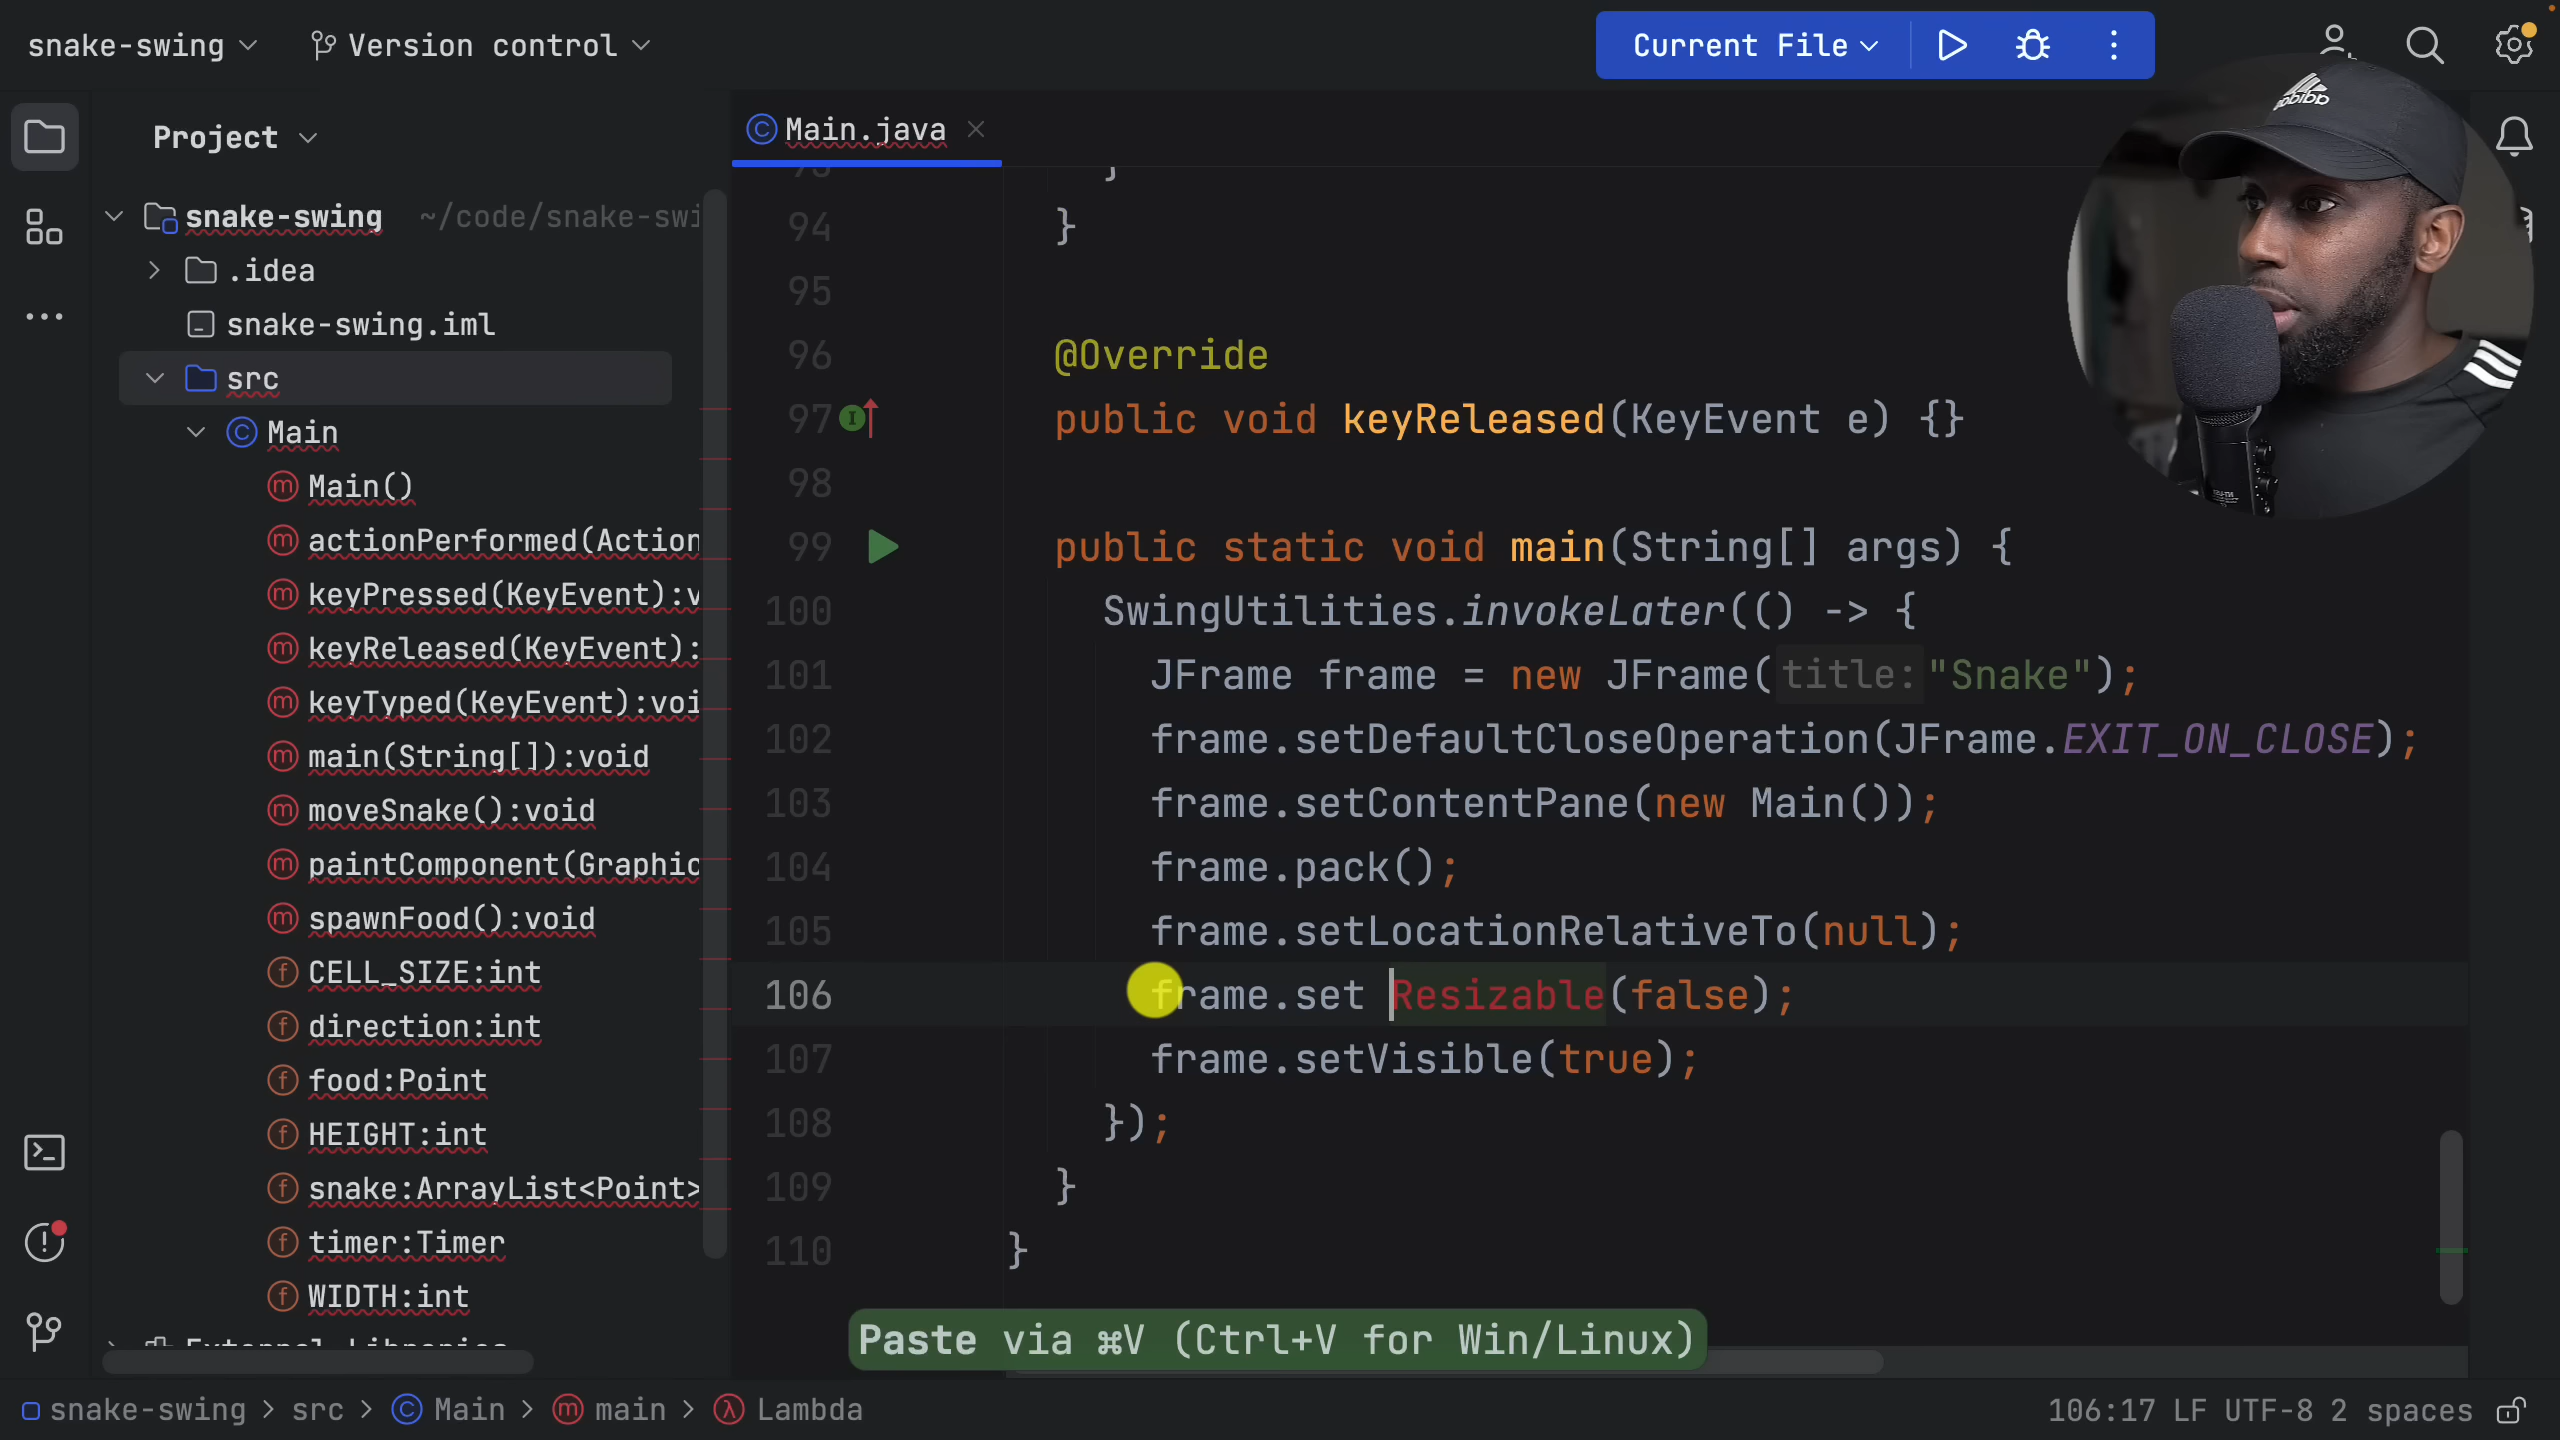 snake-swing
Version control
Current File
adidas
Project
Main.java
snake-swing ~/code/snake-swi
.idea
snake-swing.iml
src
Main
Main()
actionPerformed(Action
keyPressed(KeyEvent):v
keyReleased(KeyEvent):
keyTyped(KeyEvent):voi
main(String[]):void
moveSnake():void
paintComponent(Graphic
spawnFood():void
CELL_SIZE:int
direction:int
food:Point
HEIGHT:int
snake:ArrayList<Point>
timer:Timer
WIDTH:int
External Libraries
93 }
94 }
95
96 @Override
97 public void keyReleased(KeyEvent e) {}
98
99 public static void main(String[] args) {
100 SwingUtilities.invokeLater(() -> {
101 JFrame frame = new JFrame(title: "Snake");
102 frame.setDefaultCloseOperation(JFrame.EXIT_ON_CLOSE);
103 frame.setContentPane(new Main());
104 frame.pack();
105 frame.setLocationRelativeTo(null);
106 frame.set Resizable(false);
107 frame.setVisible(true);
108 });
109 }
110 }
Paste via ⌘V (Ctrl+V for Win/Linux)
snake-swing > src > Main > main > Lambda
106:17 LF UTF-8 2 spaces